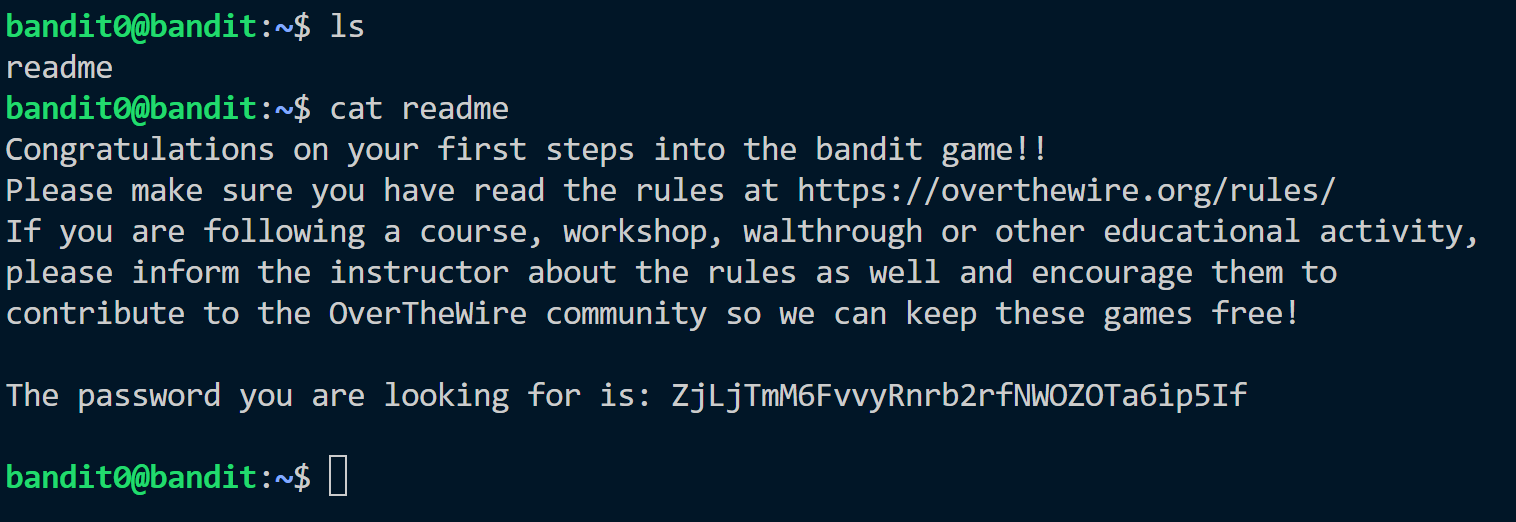 bandit0@bandit:~$ ls
readme
bandit0@bandit:~$ cat readme
Congratulations on your first steps into the bandit game!!
Please make sure you have read the rules at https://overthewire.org/rules/
If you are following a course, workshop, walthrough or other educational activity,
please inform the instructor about the rules as well and encourage them to
contribute to the OverTheWire community so we can keep these games free!
The password you are looking for is: ZjLjTmM6FvvyRnrb2rfNWOZOTa6ip5If
bandit0@bandit:~$